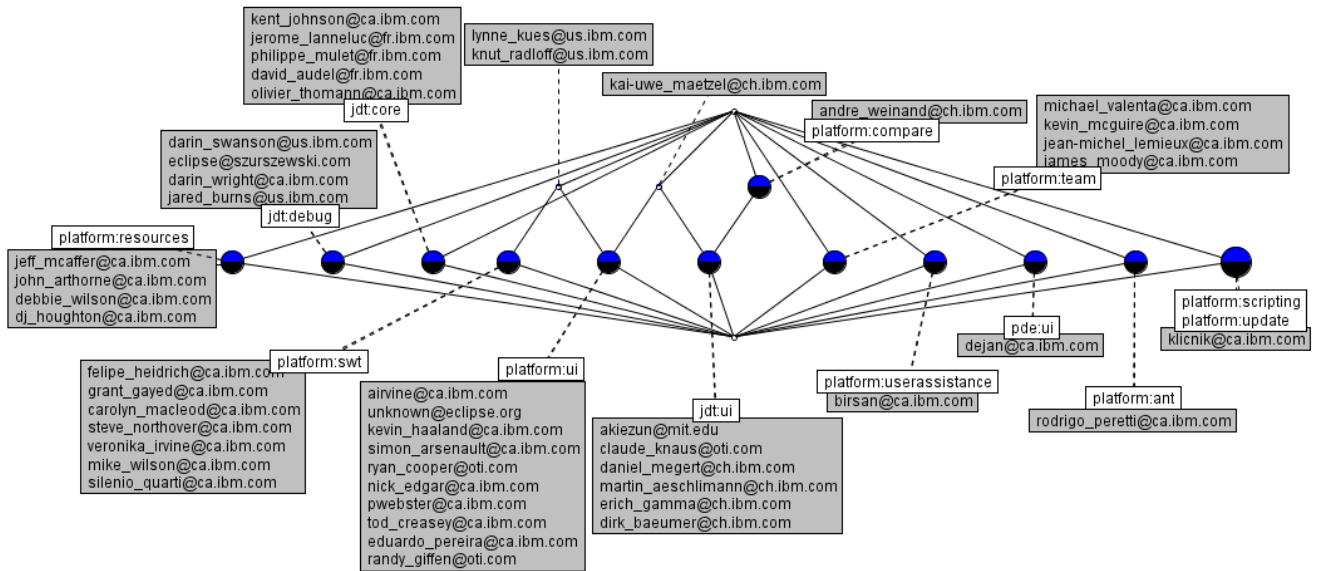 kent_johnson@ca.ibm.com
jerome_lanneluc@fr.ibm.com
philippe_mulet@fr.ibm.com
david_audel@fr.ibm.com
olivier_thomann@ca.ibm.com
jdt:core
lynne_kues@us.ibm.com
knut_radloff@us.ibm.com
kai-uwe_maetzel@ch.ibm.com
andre_weinand@ch.ibm.com
platform:compare
michael_valenta@ca.ibm.com
kevin_mcguire@ca.ibm.com
jean-michel_lemieux@ca.ibm.com
james_moody@ca.ibm.com
platform:team
darin_swanson@us.ibm.com
eclipse@szurszewski.com
darin_wright@ca.ibm.com
jared_burns@us.ibm.com
jdt:debug
platform:resources
jeff_mcaffer@ca.ibm.com
john_arthorne@ca.ibm.com
debbie_wilson@ca.ibm.com
dj_houghton@ca.ibm.com
platform:swt
felipe_heidrich@ca.ibm.com
grant_gayed@ca.ibm.com
carolyn_macleod@ca.ibm.com
steve_northover@ca.ibm.com
veronika_irvine@ca.ibm.com
mike_wilson@ca.ibm.com
silenio_quarti@ca.ibm.com
platform:ui
airvine@ca.ibm.com
unknown@eclipse.org
kevin_haaland@ca.ibm.com
simon_arsenault@ca.ibm.com
ryan_cooper@oti.com
nick_edgar@ca.ibm.com
pwebster@ca.ibm.com
tod_creasey@ca.ibm.com
eduardo_pereira@ca.ibm.com
randy_giffen@oti.com
jdt:ui
akiezun@mit.edu
claude_knaus@oti.com
daniel_megert@ch.ibm.com
martin_aeschlimann@ch.ibm.com
erich_gamma@ch.ibm.com
dirk_baeumer@ch.ibm.com
platform:userassistance
birsan@ca.ibm.com
pde:ui
dejan@ca.ibm.com
platform:ant
rodrigo_peretti@ca.ibm.com
platform:scripting
platform:update
klicnik@ca.ibm.com